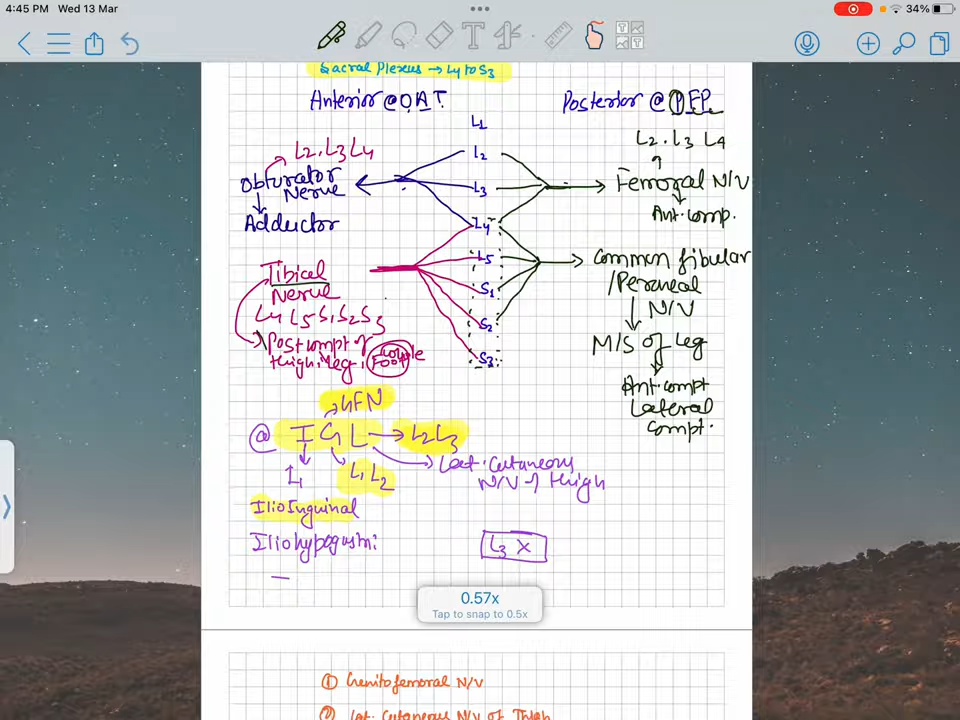 4:45 PM Wed 13 Mar
34%
Sacral Plexus → L4 to S3
Anterior @ OAT
Posterior @ PFP
L1
L2
L3
L4
L5
S1
S2
S3
L2, L3 L4
Obturator
Nerve
Adductor
Tibical
Nerve
L4 L5 S1 S2 S3
Post compt of
thigh, leg,
Foot
L2, L3 L4
Femoral N/V
Ant. comp.
Common fibular
/Peroneal
N/V
M/S of leg
Ant. compt
Lateral
Compt.
GFN
@ I G L → L2 L3
L1
L1 L2
Lat. Cutaneous
N/V of thigh
IlioInguinal
Iliohypogastri
L3 X
0.57x
Tap to snap to 0.5x
① Genitofemoral N/V
② Lat. Cutaneous N/V of Thigh